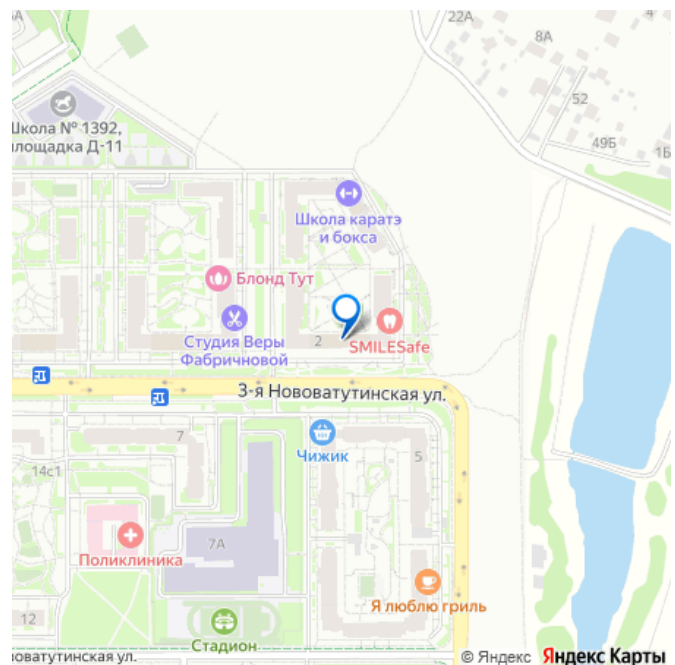 22А
4
8А
52
49Б
1Б
6А
Школа № 1392,
площадка Д-11
Школа каратэ
и бокса
Блонд Тут
Студия Веры
Фабричновой
2
SMILESafe
3-я Нововатутинская ул.
7
Чижик
5
14с1
7А
Поликлиника
Я люблю гриль
12
Стадион
нововатутинская ул.
© Яндекс Яндекс Карты